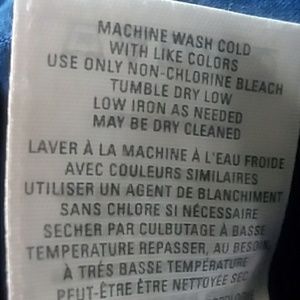 MACHINE WASH COLD
WITH LIKE COLORS
USE ONLY NON-CHLORINE BLEACH
TUMBLE DRY LOW
LOW IRON AS NEEDED
MAY BE DRY CLEANED
LAVER À LA MACHINE À L'EAU FROIDE
AVEC COULEURS SIMILAIRES
UTILISER UN AGENT DE BLANCHIMENT
SANS CHLORE SI NÉCESSAIRE
SECHER PAR CULBUTAGE À BASSE
TEMPERATURE REPASSER, AU BESOIN,
À TRÉS BASSE TEMPÉRATURE
PEUT-ÊTRE ÊTRE NETTOYÉE SEC